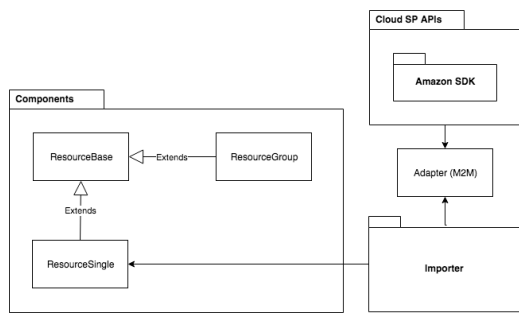 Cloud SP APIs
Amazon SDK
Components
ResourceBase
Extends
ResourceGroup
Adapter (M2M)
Extends
ResourceSingle
Importer